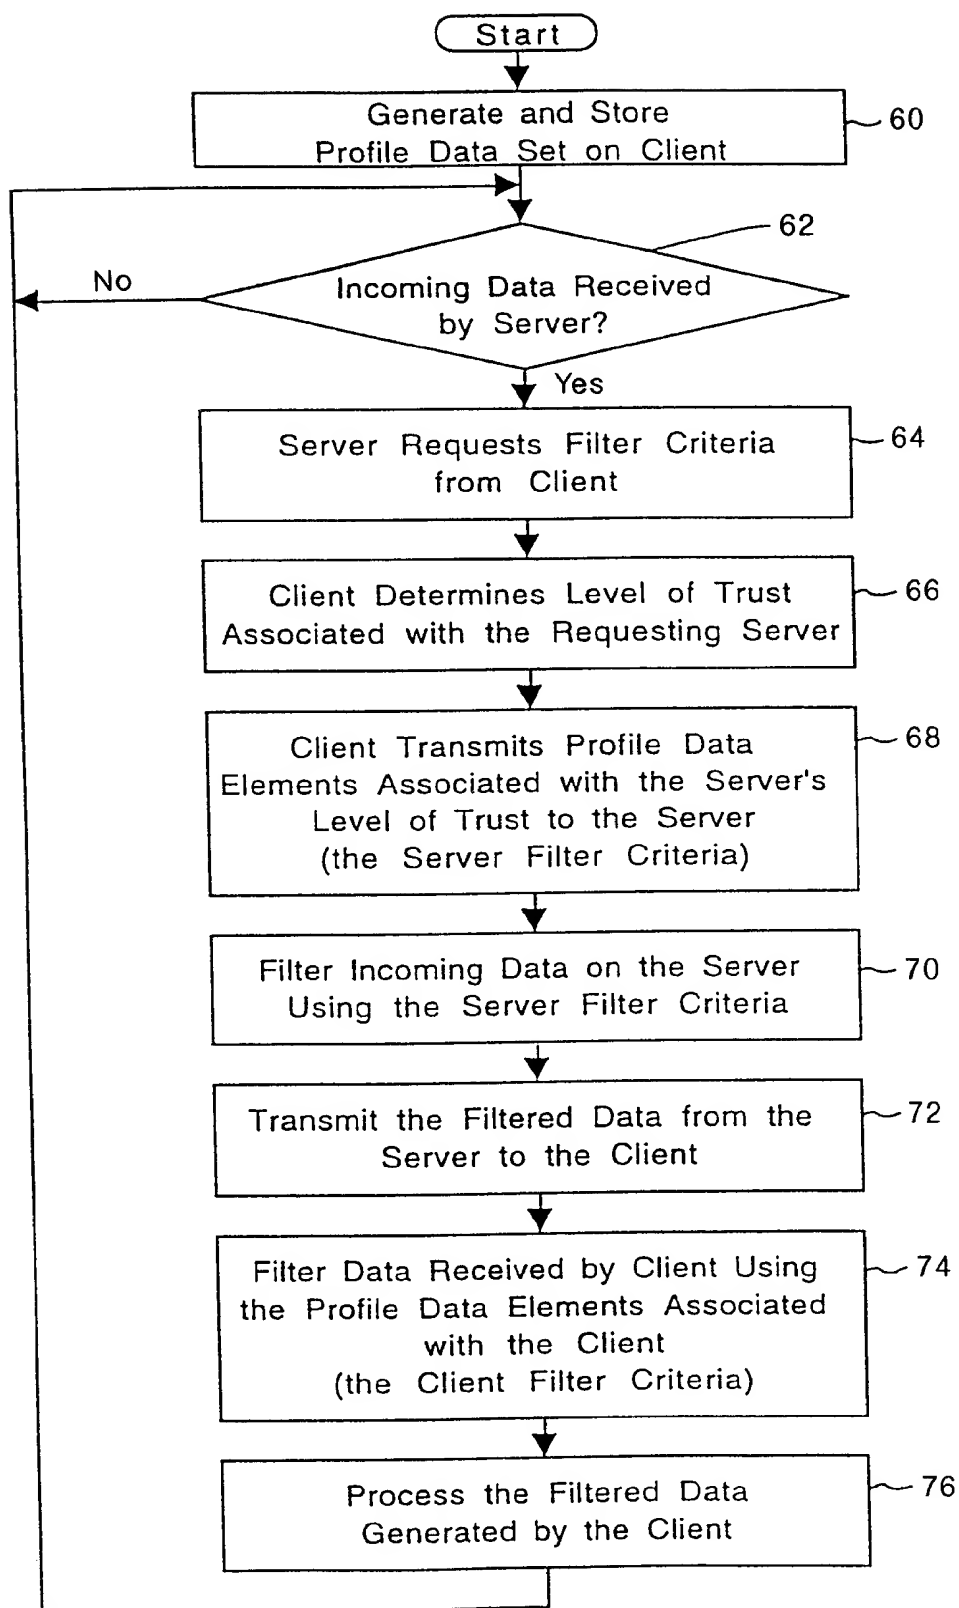 Start
Generate and Store
Profile Data Set on Client
60
62
No
Incoming Data Received
by Server?
Yes
Server Requests Filter Criteria
from Client
64
Client Determines Level of Trust
Associated with the Requesting Server
66
Client Transmits Profile Data
Elements Associated with the Server's
Level of Trust to the Server
(the Server Filter Criteria)
68
Filter Incoming Data on the Server
Using the Server Filter Criteria
70
Transmit the Filtered Data from the
Server to the Client
72
Filter Data Received by Client Using
the Profile Data Elements Associated
with the Client
(the Client Filter Criteria)
74
Process the Filtered Data
Generated by the Client
76